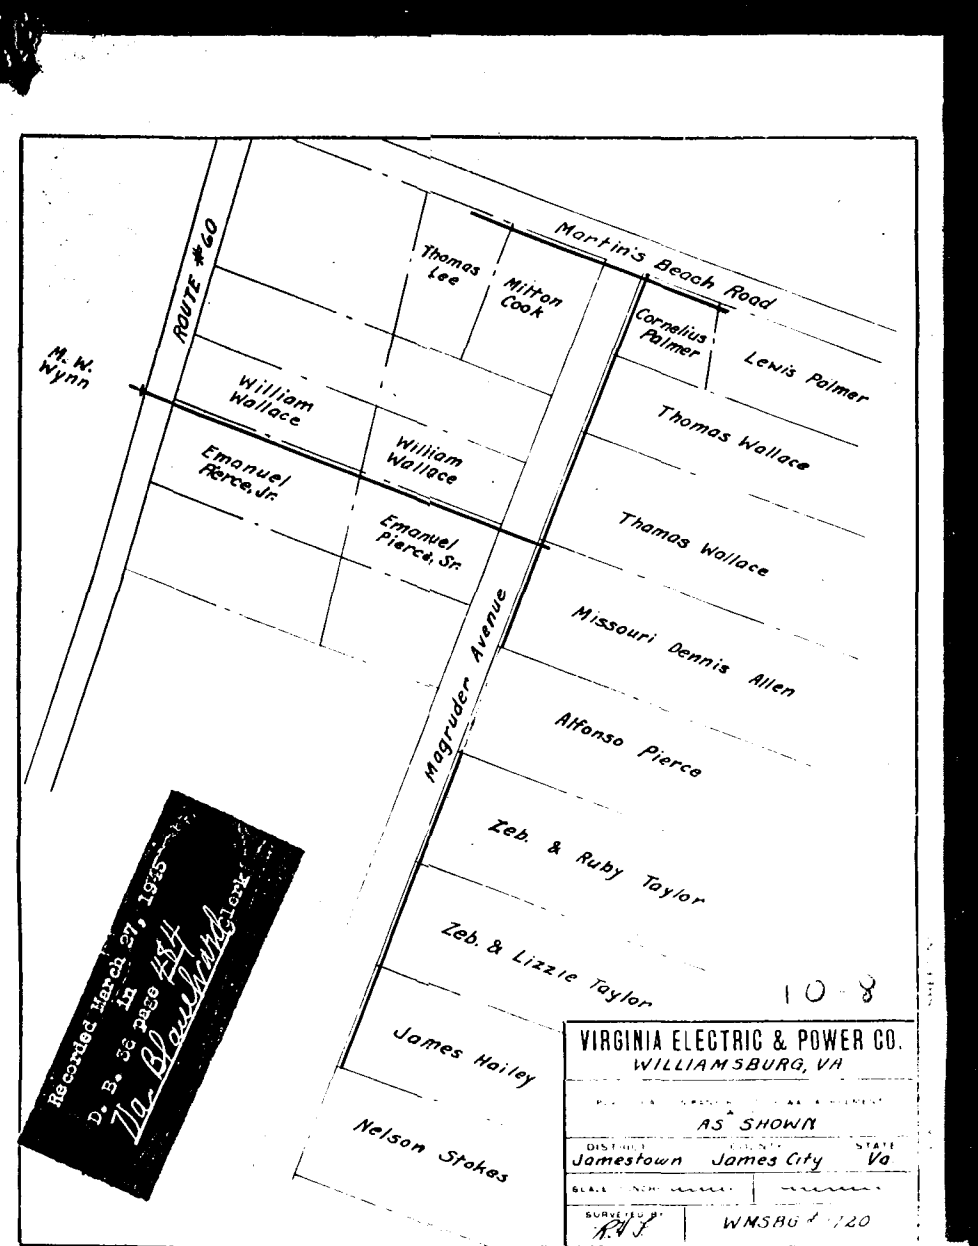 Martin's Beach Road
ROUTE #60
Thomas
Lee
Milton
Cook
Cornelius
Palmer
Lewis Palmer
M. W.
Wynn
William
Wallace
William
Wallace
Thomas Wallace
Emanuel
Pierce, Jr.
Emanuel
Pierce, Sr.
Thamas Wallace
Magruder Avenue
Missouri Dennis Allen
Alfonso Pierce
Zeb. & Ruby Taylor
Zeb. & Lizzie Taylor
James Hailey
Nelson Stokes
Recorded March 27, 1945
in
D. B. 36 page 484
Clerk
10-8
VIRGINIA ELECTRIC & POWER CO.
WILLIAMSBURG, VA
AS SHOWN
DISTRICT COUNTY STATE
Jamestown James City Va
SURVEYED BY
WMSBG 120